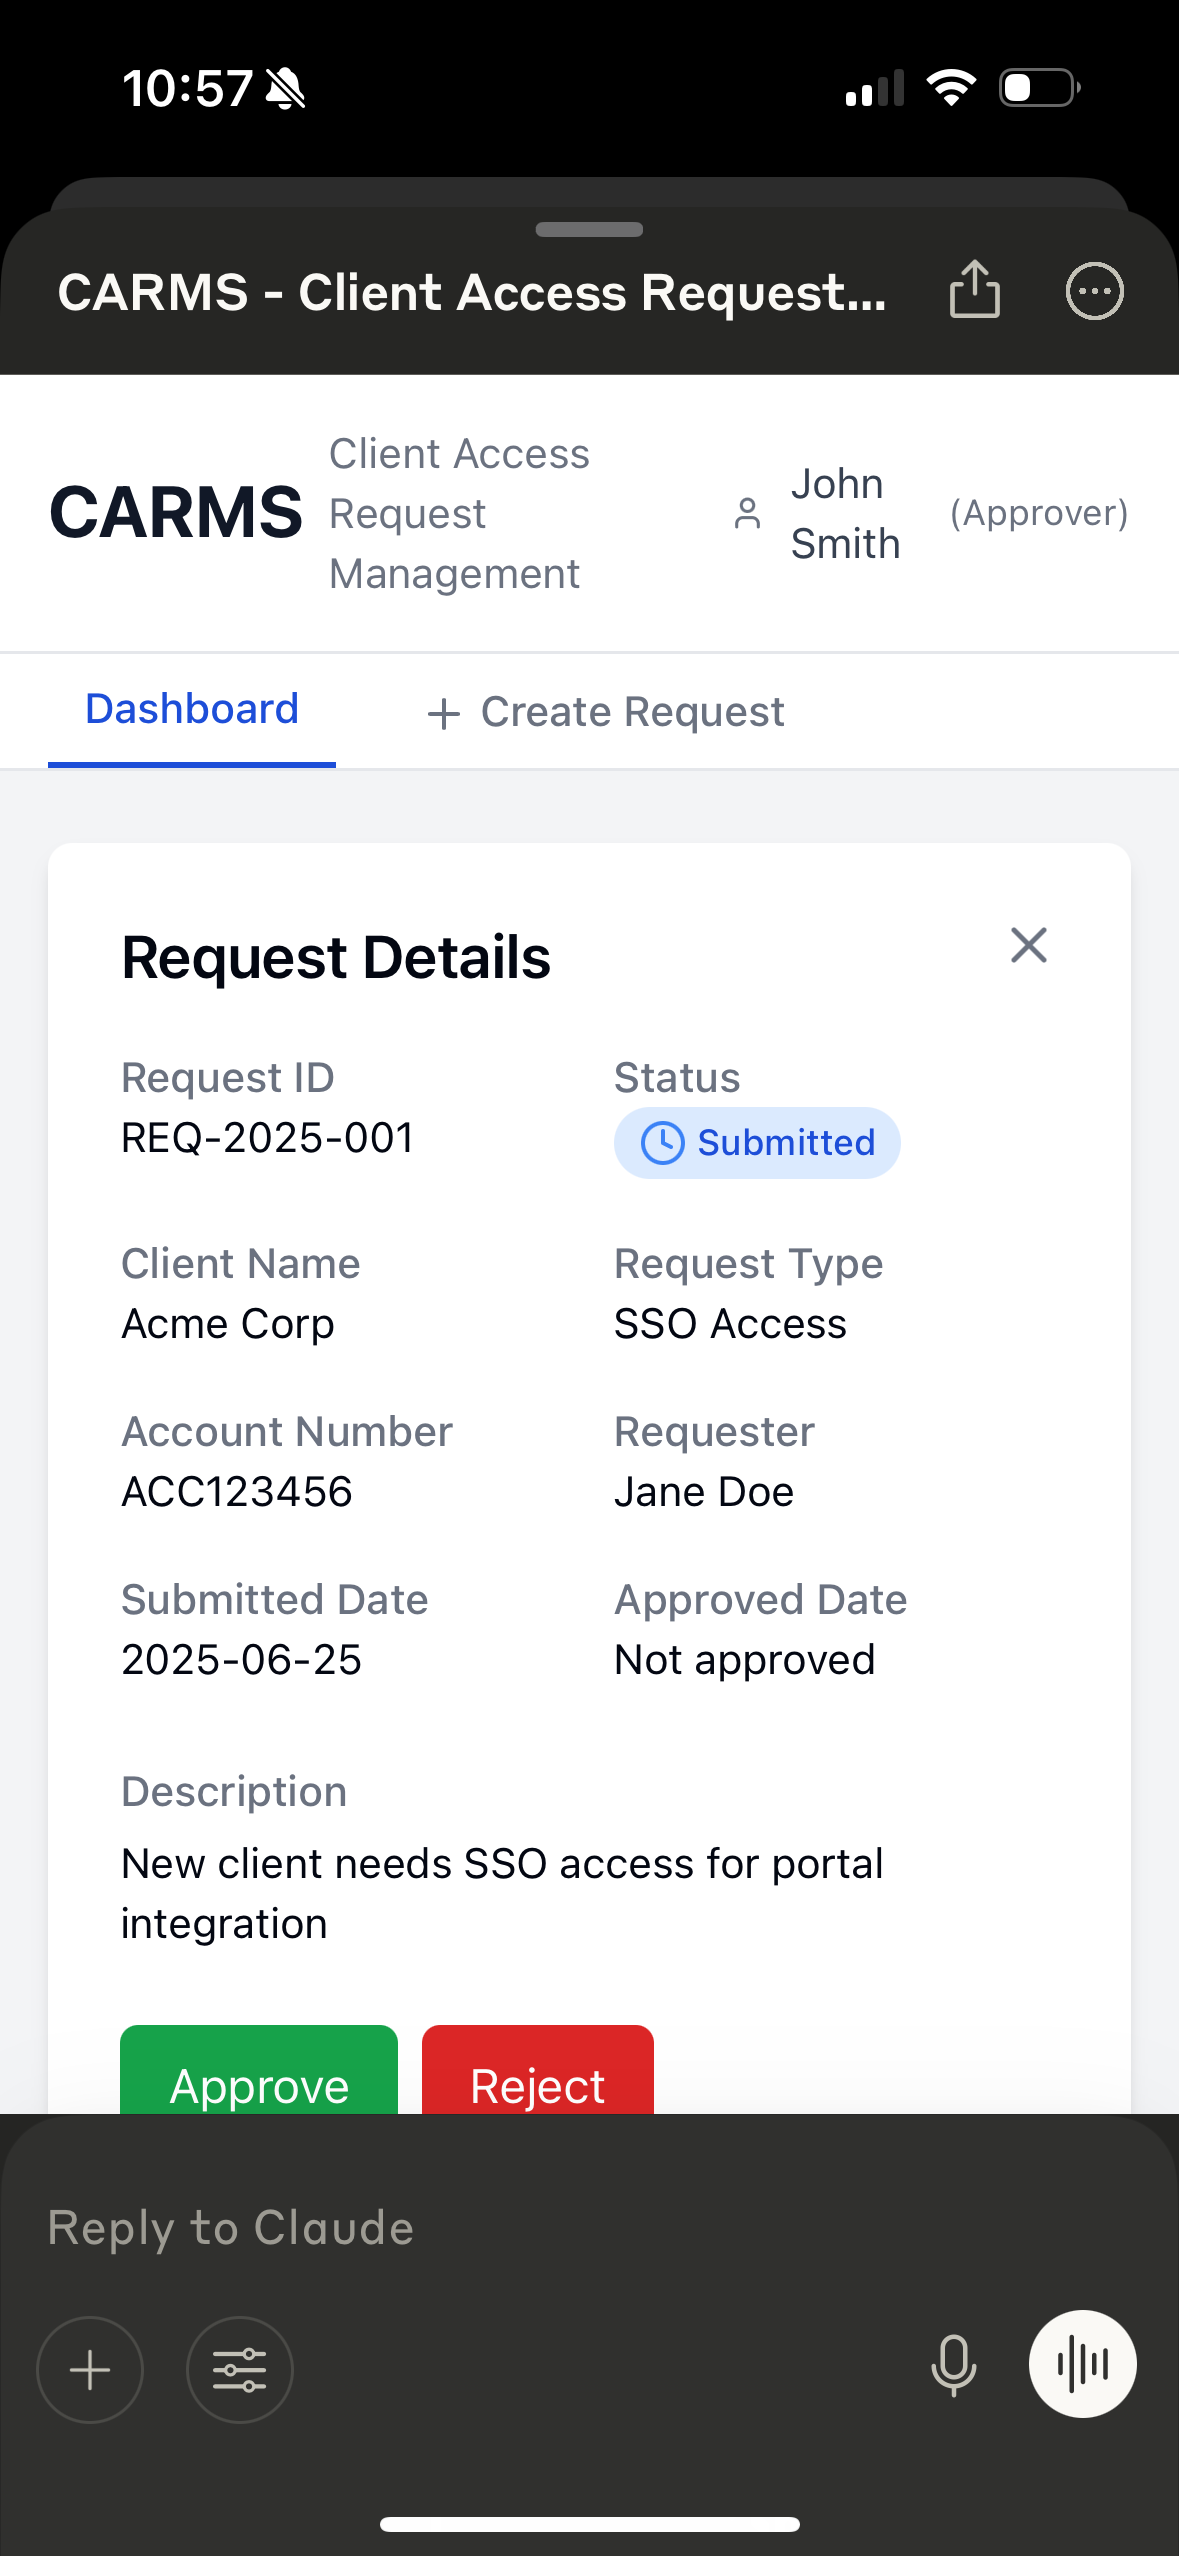 10:57
CARMS - Client Access Request...
CARMS
Client Access
Request
Management
John
Smith
(Approver)
Dashboard
+ Create Request
Request Details
Request ID
Status
REQ-2025-001
Submitted
Client Name
Request Type
Acme Corp
SSO Access
Account Number
Requester
ACC123456
Jane Doe
Submitted Date
Approved Date
2025-06-25
Not approved
Description
New client needs SSO access for portal
integration
Approve
Reject
Reply to Claude